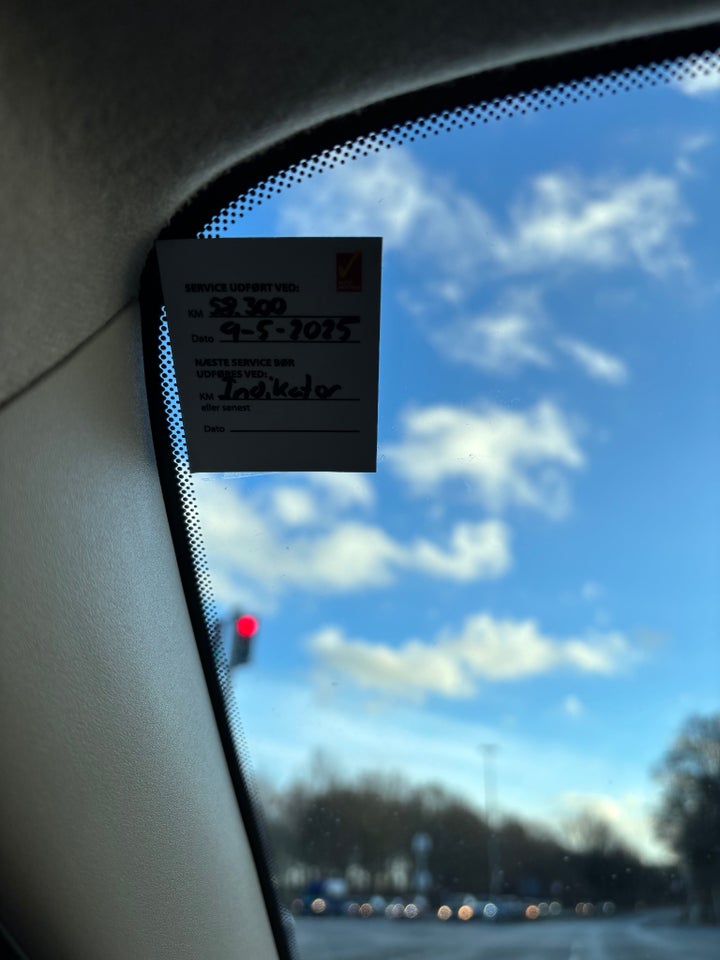 SERVICE UDFØRT VED:
KM 59.300
Dato 9-5-2025
NÆSTE SERVICE BØR
UDFØRES VED:
KM Indikator
eller senest
Dato